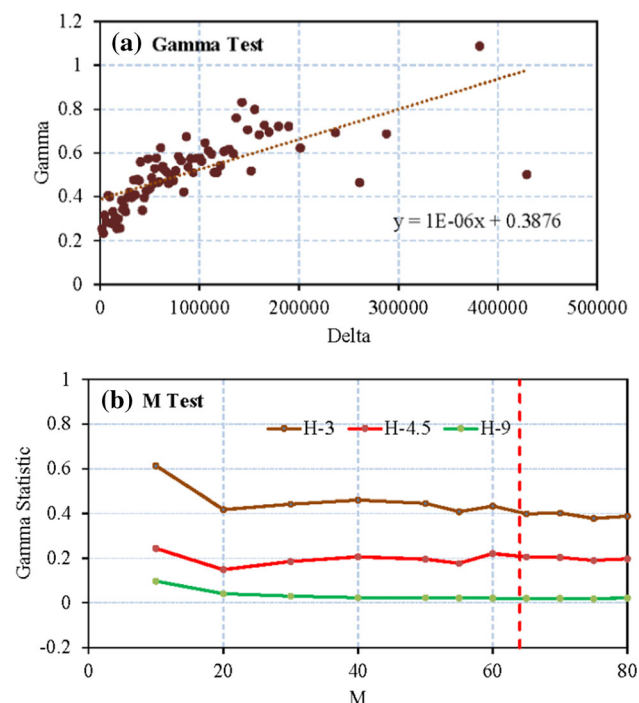 (a) Gamma Test
1.2
1
0.8
0.6
0.4
0.2
0
Gamma
y = 1E-06x + 0.3876
0 100000 200000 300000 400000 500000
Delta
(b) M Test
1
0.8
0.6
0.4
0.2
0
-0.2
Gamma Statistic
H-3 H-4.5 H-9
0 20 40 60 80
M